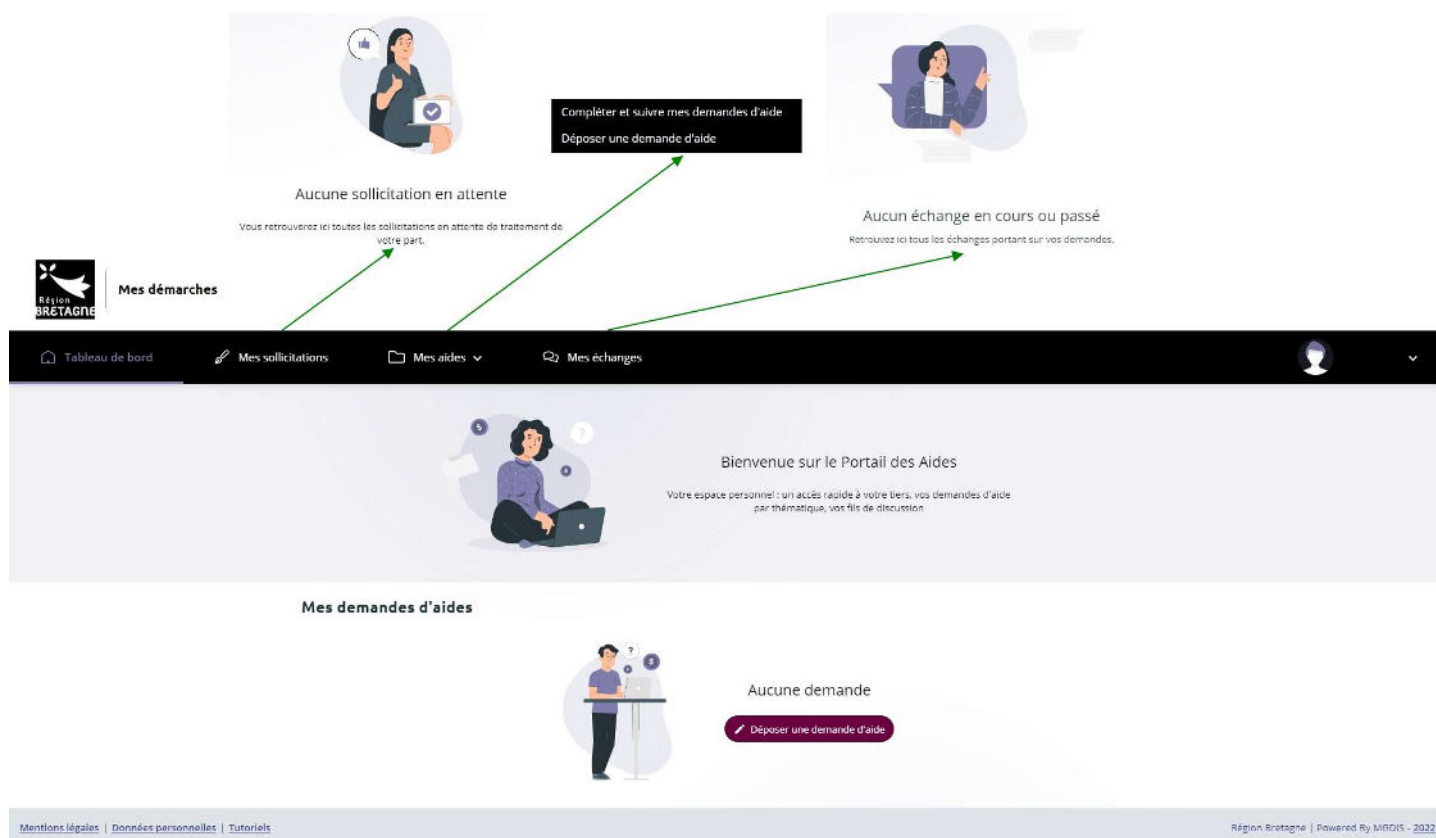 Compléter et suivre mes demandes d'aide
Déposer une demande d'aide
Aucune sollicitation en attente
Vous retrouverez ici toutes les sollicitations en attente de traitement de
votre part.
Aucun échange en cours ou passé
Retrouvez ici tous les échanges portant sur vos demandes.
Région
BRETAGNE
Mes démarches
Tableau de bord
Mes sollicitations
Mes aides
Mes échanges
Bienvenue sur le Portail des Aides
Votre espace personnel : un accès rapide à votre tiers, vos demandes d'aide
par thématique, vos fils de discussion
Mes demandes d'aides
Aucune demande
Déposer une demande d'aide
Mentions légales | Données personnelles | Tutoriels
Région Bretagne | Powered By MGDIS - 2022